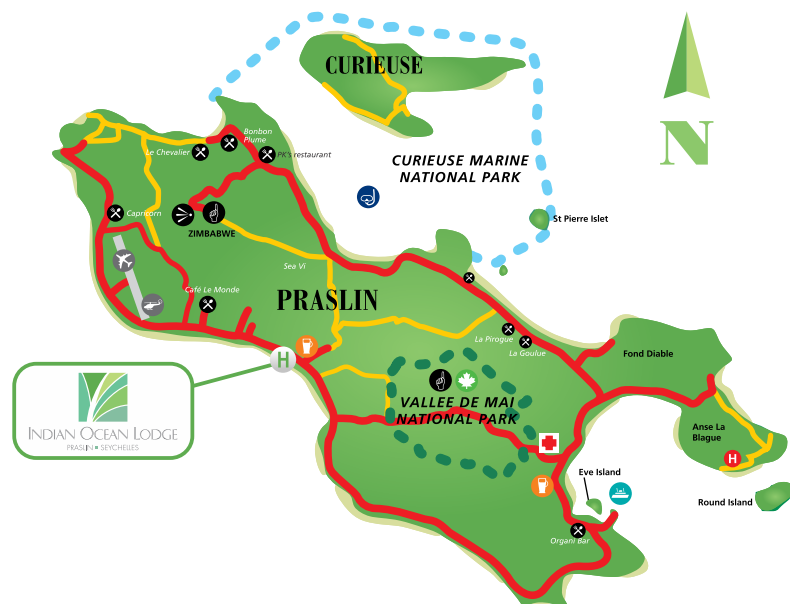 CURIEUSE
N
CURIEUSE MARINE
NATIONAL PARK
Bonbon
Plume
Le Chevalier
PK's restaurant
St Pierre Islet
Capricorn
ZIMBABWE
Sea Vi
Café Le Monde
PRASLIN
La Pirogue
La Goulue
Fond Diable
H
VALLEE DE MAI
NATIONAL PARK
INDIAN OCEAN LODGE
PRASLIN SEYCHELLES
Anse La
Blague
H
Eve Island
Round Island
Organi Bar